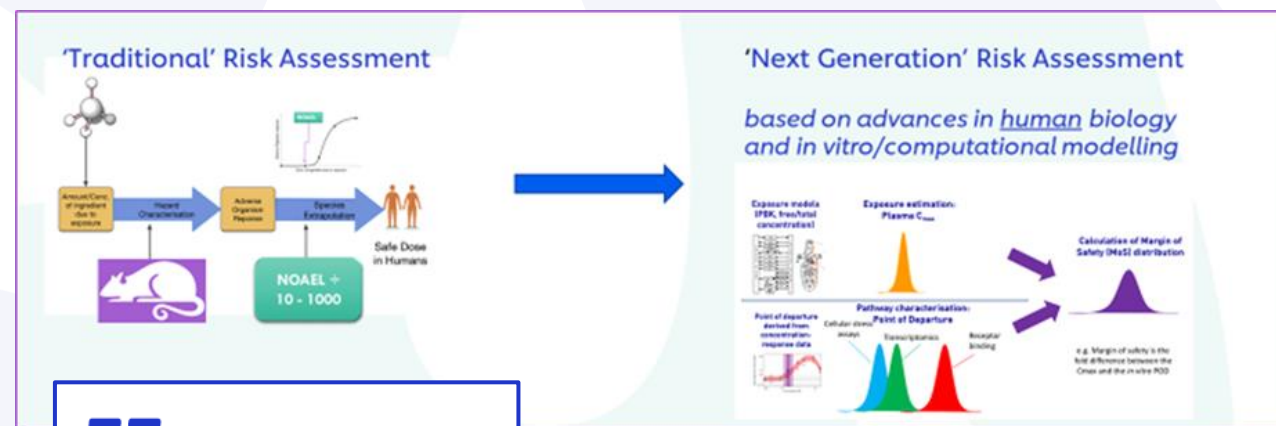 'Traditional' Risk Assessment
NOAEL
Amount/Conc.
of ingredient
due to
exposure
Hazard
Characterisation
Adverse
Organism
Response
Species
Extrapolation
Safe Dose
in Humans
NOAEL ÷
10 - 1000
'Next Generation' Risk Assessment
based on advances in human biology
and in vitro/computational modelling
Exposure models
(PBK, free/total
concentration)
Exposure estimation:
Plasma Cmax
Calculation of Margin of
Safety (MoS) distribution
Point of departure
derived from
concentration-
response data
Pathway characterisation:
Point of Departure
Cellular stress
assays
Transcriptomics
Receptor
binding
e.g. Margin of safety is the
fold difference between the
Cmax and the in vitro POD